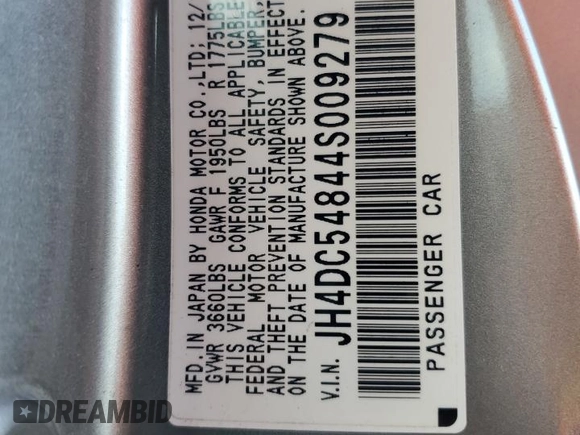 MFD. IN JAPAN BY HONDA MOTOR CO.,LTD; 12/
GVWR 3660LBS GAWR F 1950LBS R 1775LBS
THIS VEHICLE CONFORMS TO ALL APPLICABLE
FEDERAL MOTOR VEHICLE SAFETY, BUMPER,
AND THEFT PREVENTION STANDARDS IN EFFECT
ON THE DATE OF MANUFACTURE SHOWN ABOVE.
V.I.N. JH4DC54844S009279
PASSENGER CAR
DREAMBID